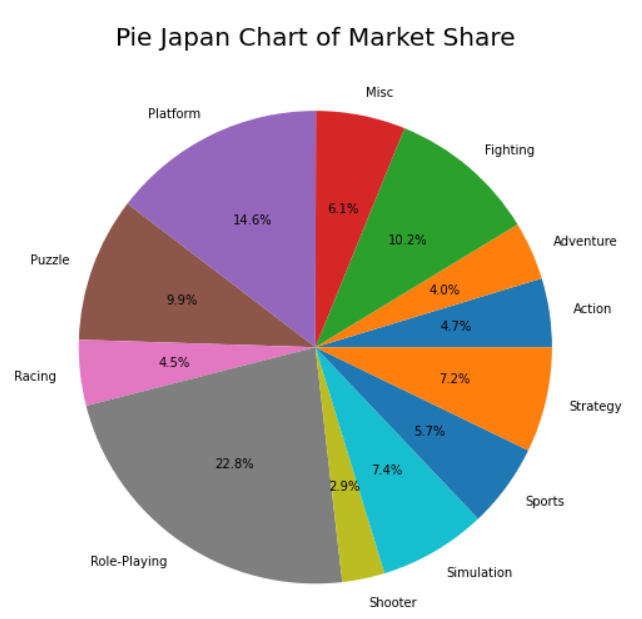 Pie Japan Chart of Market Share
Misc
Platform
Fighting
6.1%
14.6%
10.2%
Adventure
Puzzle
4.0%
9.9%
Action
4.7%
4.5%
Racing
7.2%
Strategy
5.7%
22.8%
7.4%
2.9%
Sports
Role-Playing
Simulation
Shooter